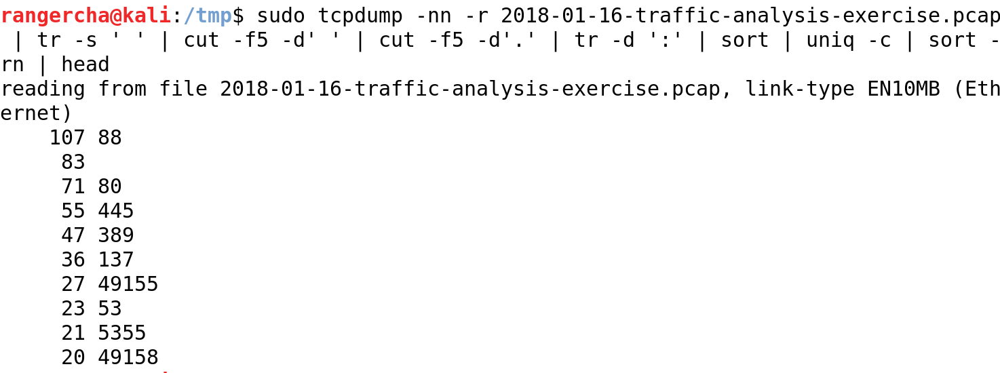 rangercha@kali:/tmp$ sudo tcpdump -nn -r 2018-01-16-traffic-analysis-exercise.pcap
 | tr -s ' ' | cut -f5 -d' ' | cut -f5 -d'.' | tr -d ':' | sort | uniq -c | sort -
rn | head
reading from file 2018-01-16-traffic-analysis-exercise.pcap, link-type EN10MB (Eth
ernet)
    107 88
     83
     71 80
     55 445
     47 389
     36 137
     27 49155
     23 53
     21 5355
     20 49158